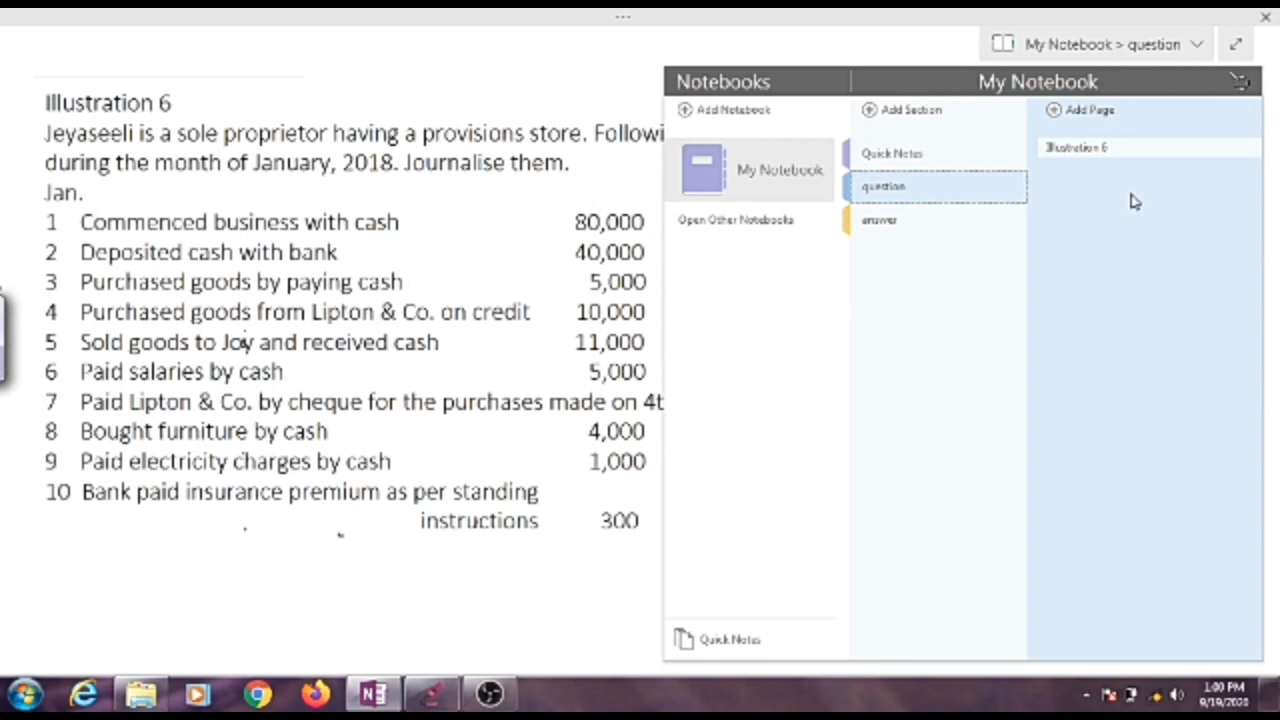 My Notebook > question
Illustration 6
Jeyaseeli is a sole proprietor having a provisions store. Followi
during the month of January, 2018. Journalise them.
Jan.
1 Commenced business with cash 80,000
2 Deposited cash with bank 40,000
3 Purchased goods by paying cash 5,000
4 Purchased goods from Lipton & Co. on credit 10,000
5 Sold goods to Joy and received cash 11,000
6 Paid salaries by cash 5,000
7 Paid Lipton & Co. by cheque for the purchases made on 4t
8 Bought furniture by cash 4,000
9 Paid electricity charges by cash 1,000
10 Bank paid insurance premium as per standing
instructions 300
Notebooks
My Notebook
Add Notebook
Add Section
Add Page
My Notebook
Open Other Notebooks
Quick Notes
question
answer
Illustration 6
Quick Notes
1:00 PM
9/19/2020